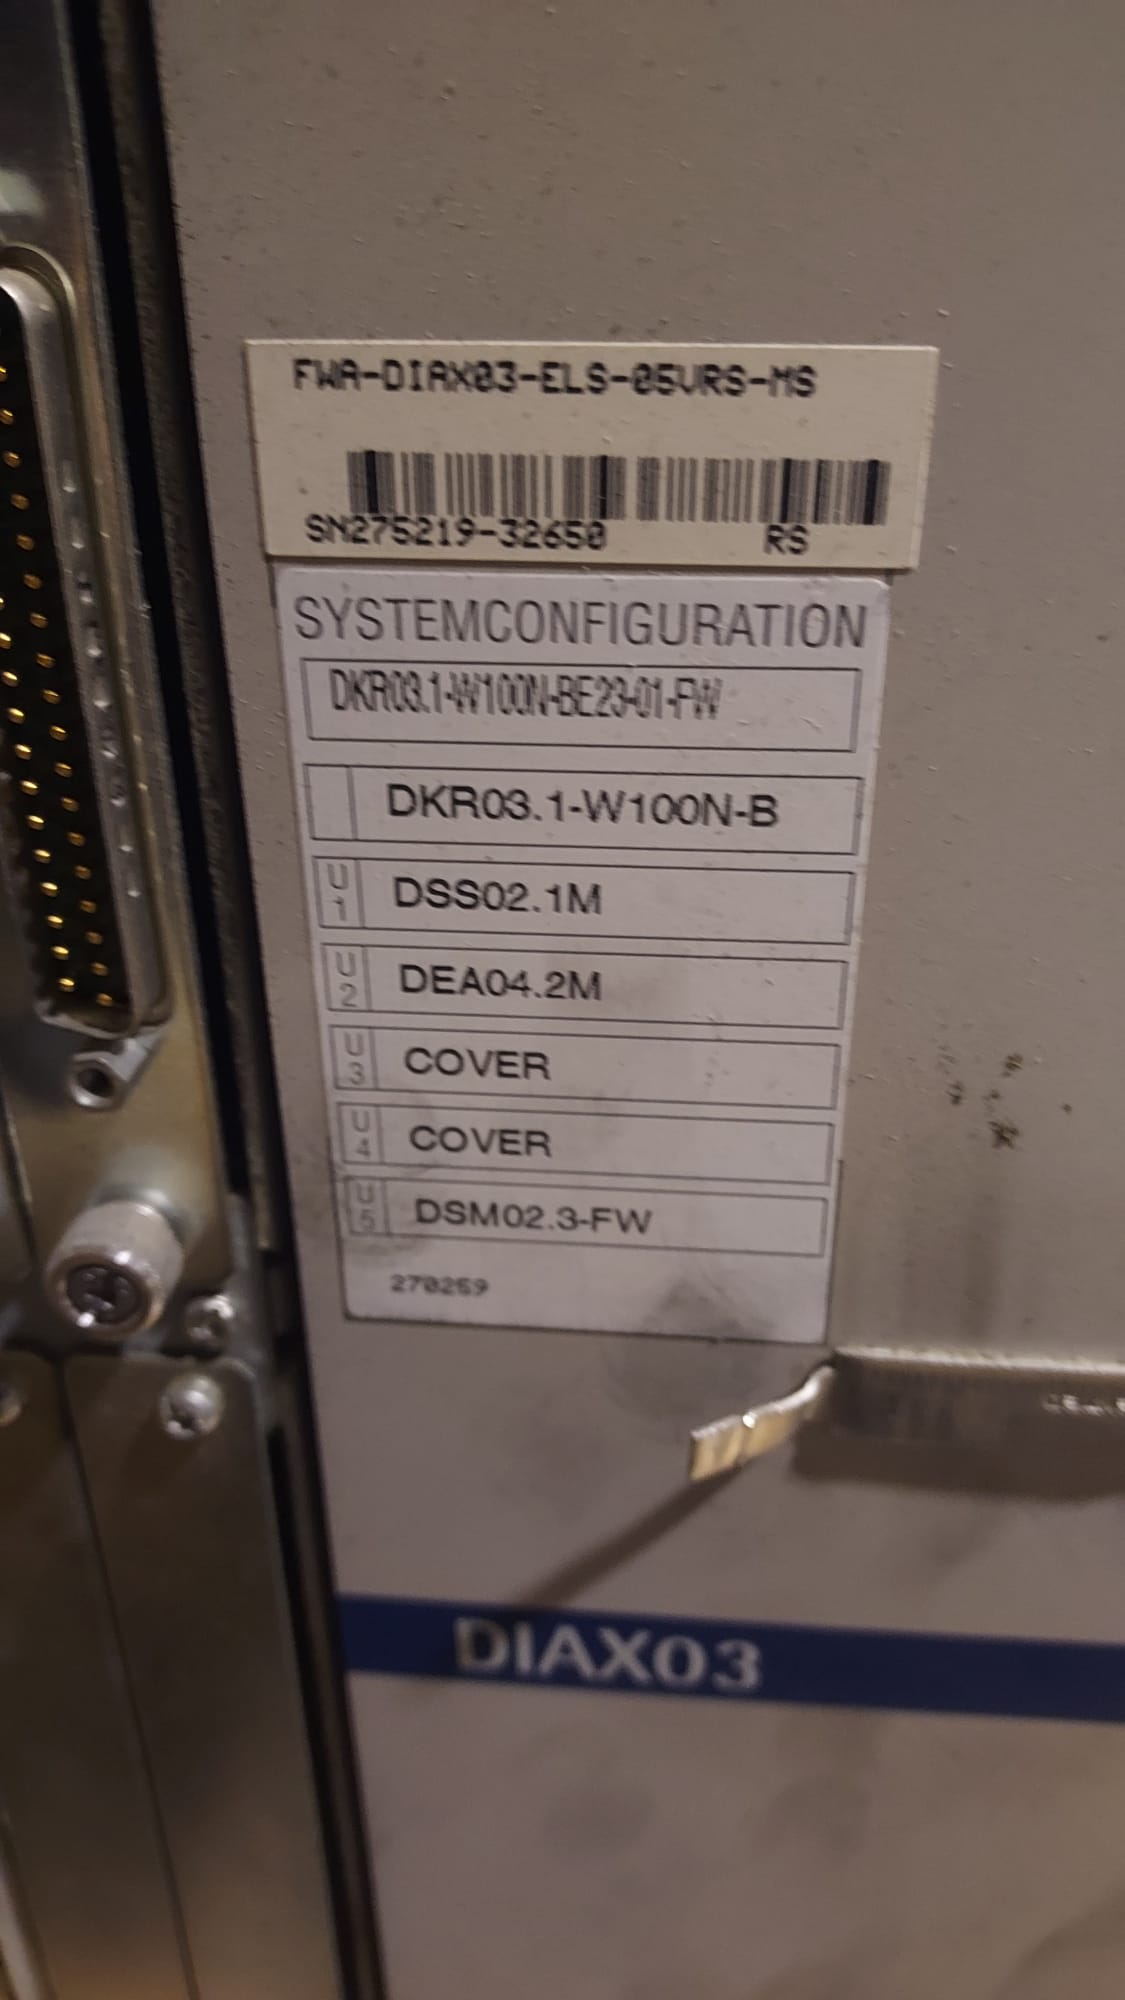 FWA-DIAX03-ELS-05VRS-MS
SN275219-32650 RS
SYSTEMCONFIGURATION
DKR03.1-W100N-BE23-01-FW
DKR03.1-W100N-B
U1 DSS02.1M
U2 DEA04.2M
U3 COVER
U4 COVER
U5 DSM02.3-FW
270259
DIAX03